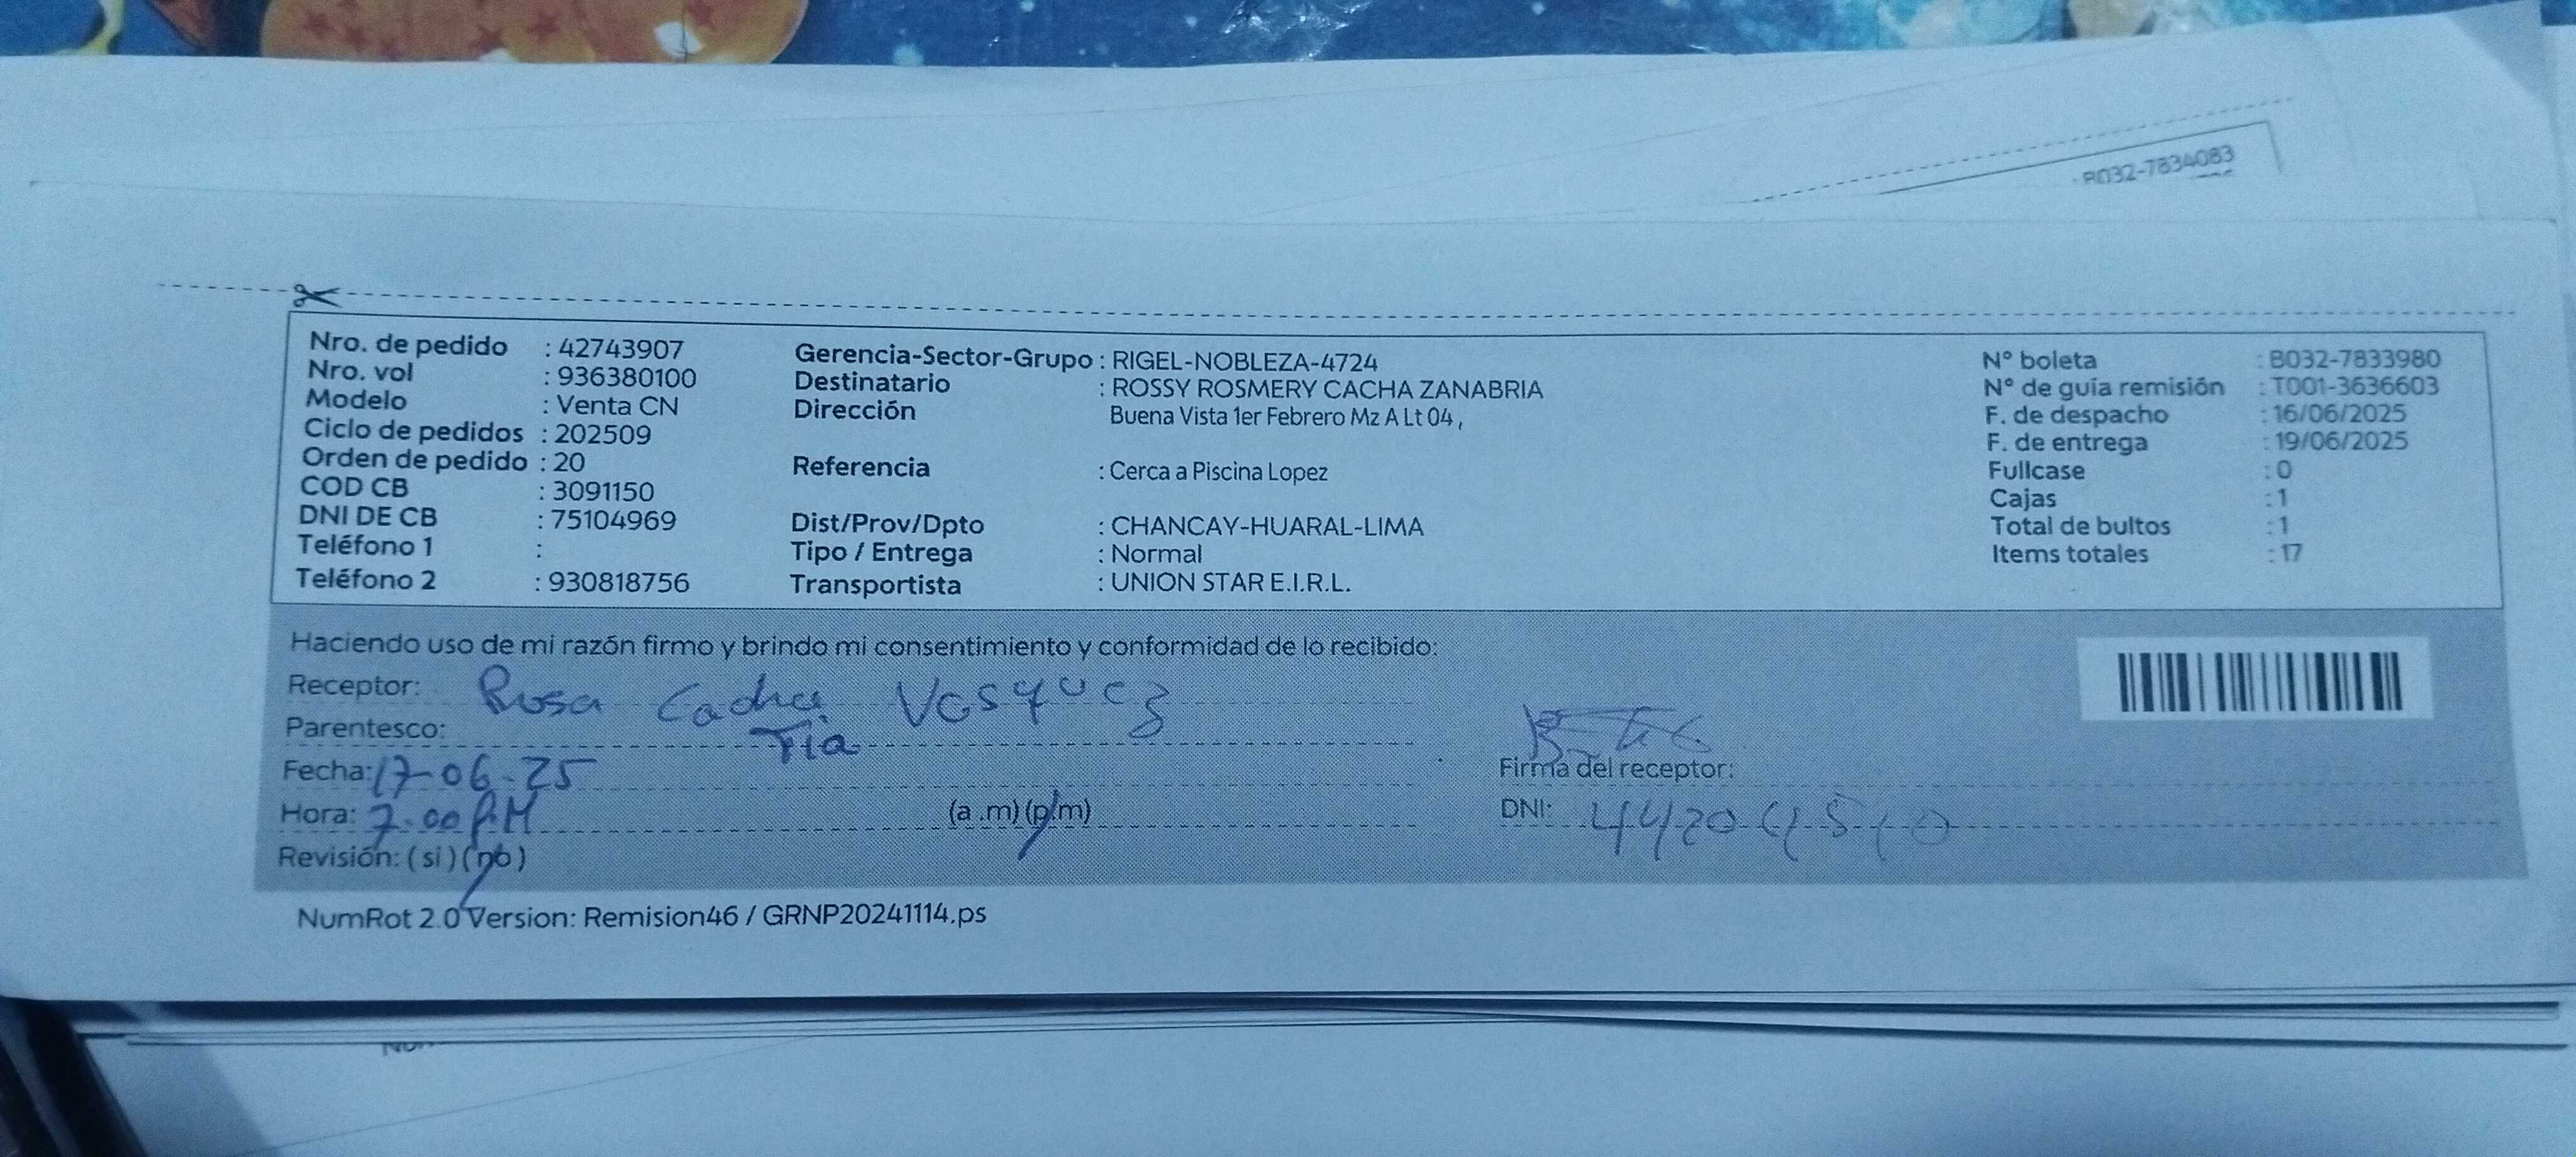 B032-7834083
Nro. de pedido : 42743907
Nro. vol : 936380100
Modelo : Venta CN
Ciclo de pedidos : 202509
Orden de pedido : 20
COD CB : 3091150
DNI DE CB : 75104969
Teléfono 1 :
Teléfono 2 : 930818756
Gerencia-Sector-Grupo : RIGEL-NOBLEZA-4724
Destinatario : ROSSY ROSMERY CACHA ZANABRIA
Dirección Buena Vista 1er Febrero Mz A Lt 04 ,
Referencia : Cerca a Piscina Lopez
Dist/Prov/Dpto : CHANCAY-HUARAL-LIMA
Tipo / Entrega : Normal
Transportista : UNION STAR E.I.R.L.
N° boleta : B032-7833980
N° de guía remisión : T001-3636603
F. de despacho : 16/06/2025
F. de entrega : 19/06/2025
Fullcase : 0
Cajas : 1
Total de bultos : 1
Items totales : 17
Haciendo uso de mi razón firmo y brindo mi consentimiento y conformidad de lo recibido:
Receptor: Rosa Cacha Vasquez
Parentesco: Tia
Fecha: 17-06-25
Hora: 7:00 PM (a .m) (p.m)
Revisión: ( si ) ( no )
Firma del receptor:
DNI:
NumRot 2.0 Version: Remision46 / GRNP20241114.ps